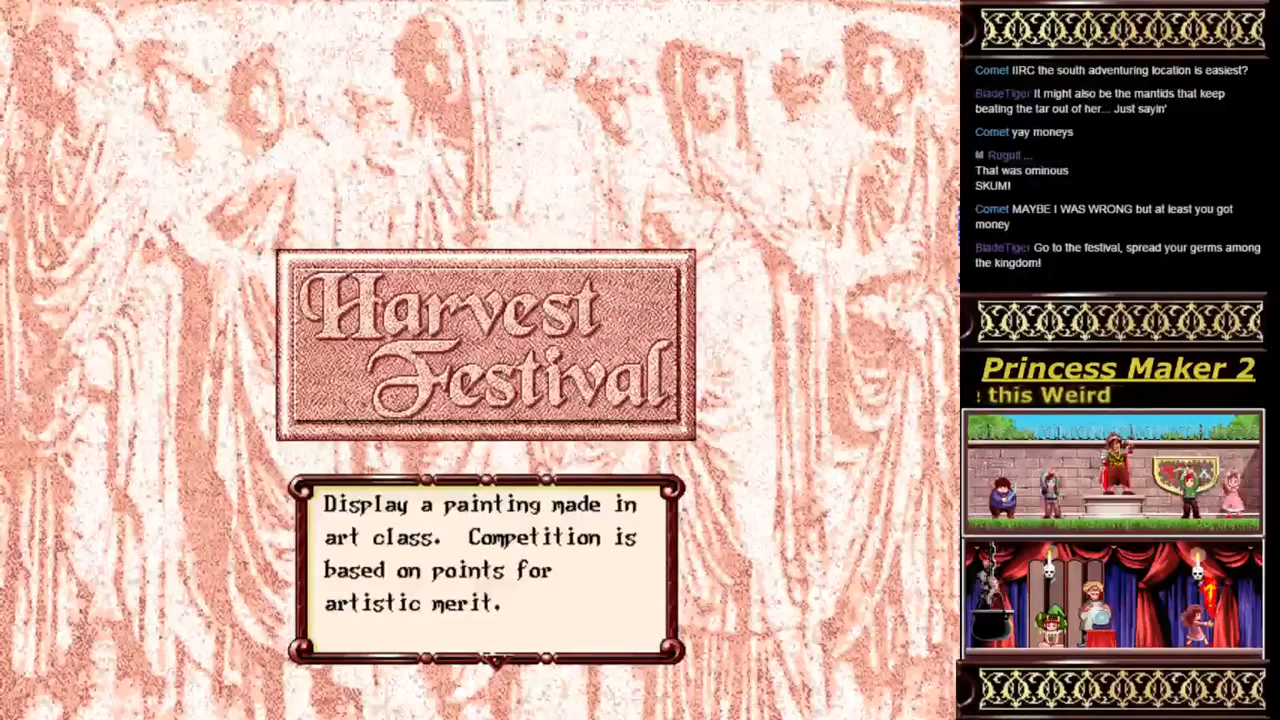 Harvest
Festival
Display a painting made in
art class. Competition is
based on points for
artistic merit.
Comet IIRC the south adventuring location is easiest?
BladeTiger It might also be the mantids that keep
beating the tar out of her... Just sayin'
Comet yay moneys
M Rugull ...
That was ominous
SKUM!
Comet MAYBE I WAS WRONG but at least you got
money
BladeTiger Go to the festival, spread your germs among
the kingdom!
Princess Maker 2
: this Weird